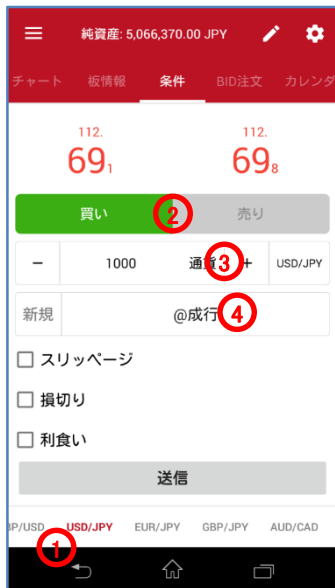 純資産: 5,066,370.00 JPY
チャート 板情報 条件 BID注文 カレンダ
112. 112.
69₁ 69₈
買い ② 売り
− 1000 通貨 ③ + USD/JPY
新規 @成行 ④
スリッページ
損切り
利食い
送信
P/USD USD/JPY EUR/JPY GBP/JPY AUD/CAD
①